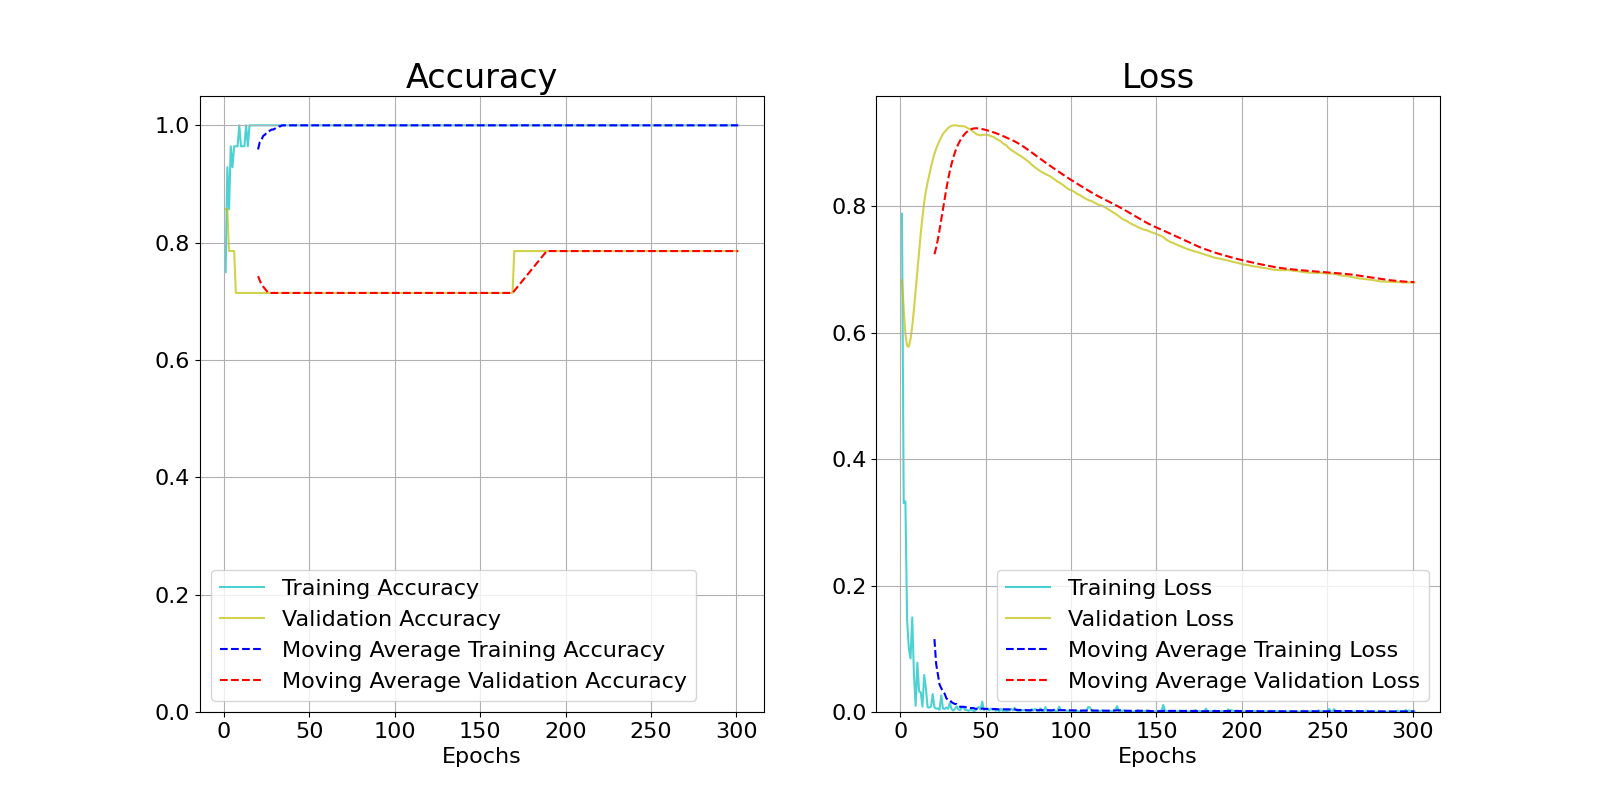 Accuracy
1.0
0.8
0.6
0.4
0.2
0.0
Training Accuracy
Validation Accuracy
Moving Average Training Accuracy
Moving Average Validation Accuracy
0 50 100 150 200 250 300
Epochs
Loss
0.8
0.6
0.4
0.2
0.0
Training Loss
Validation Loss
Moving Average Training Loss
Moving Average Validation Loss
0 50 100 150 200 250 300
Epochs